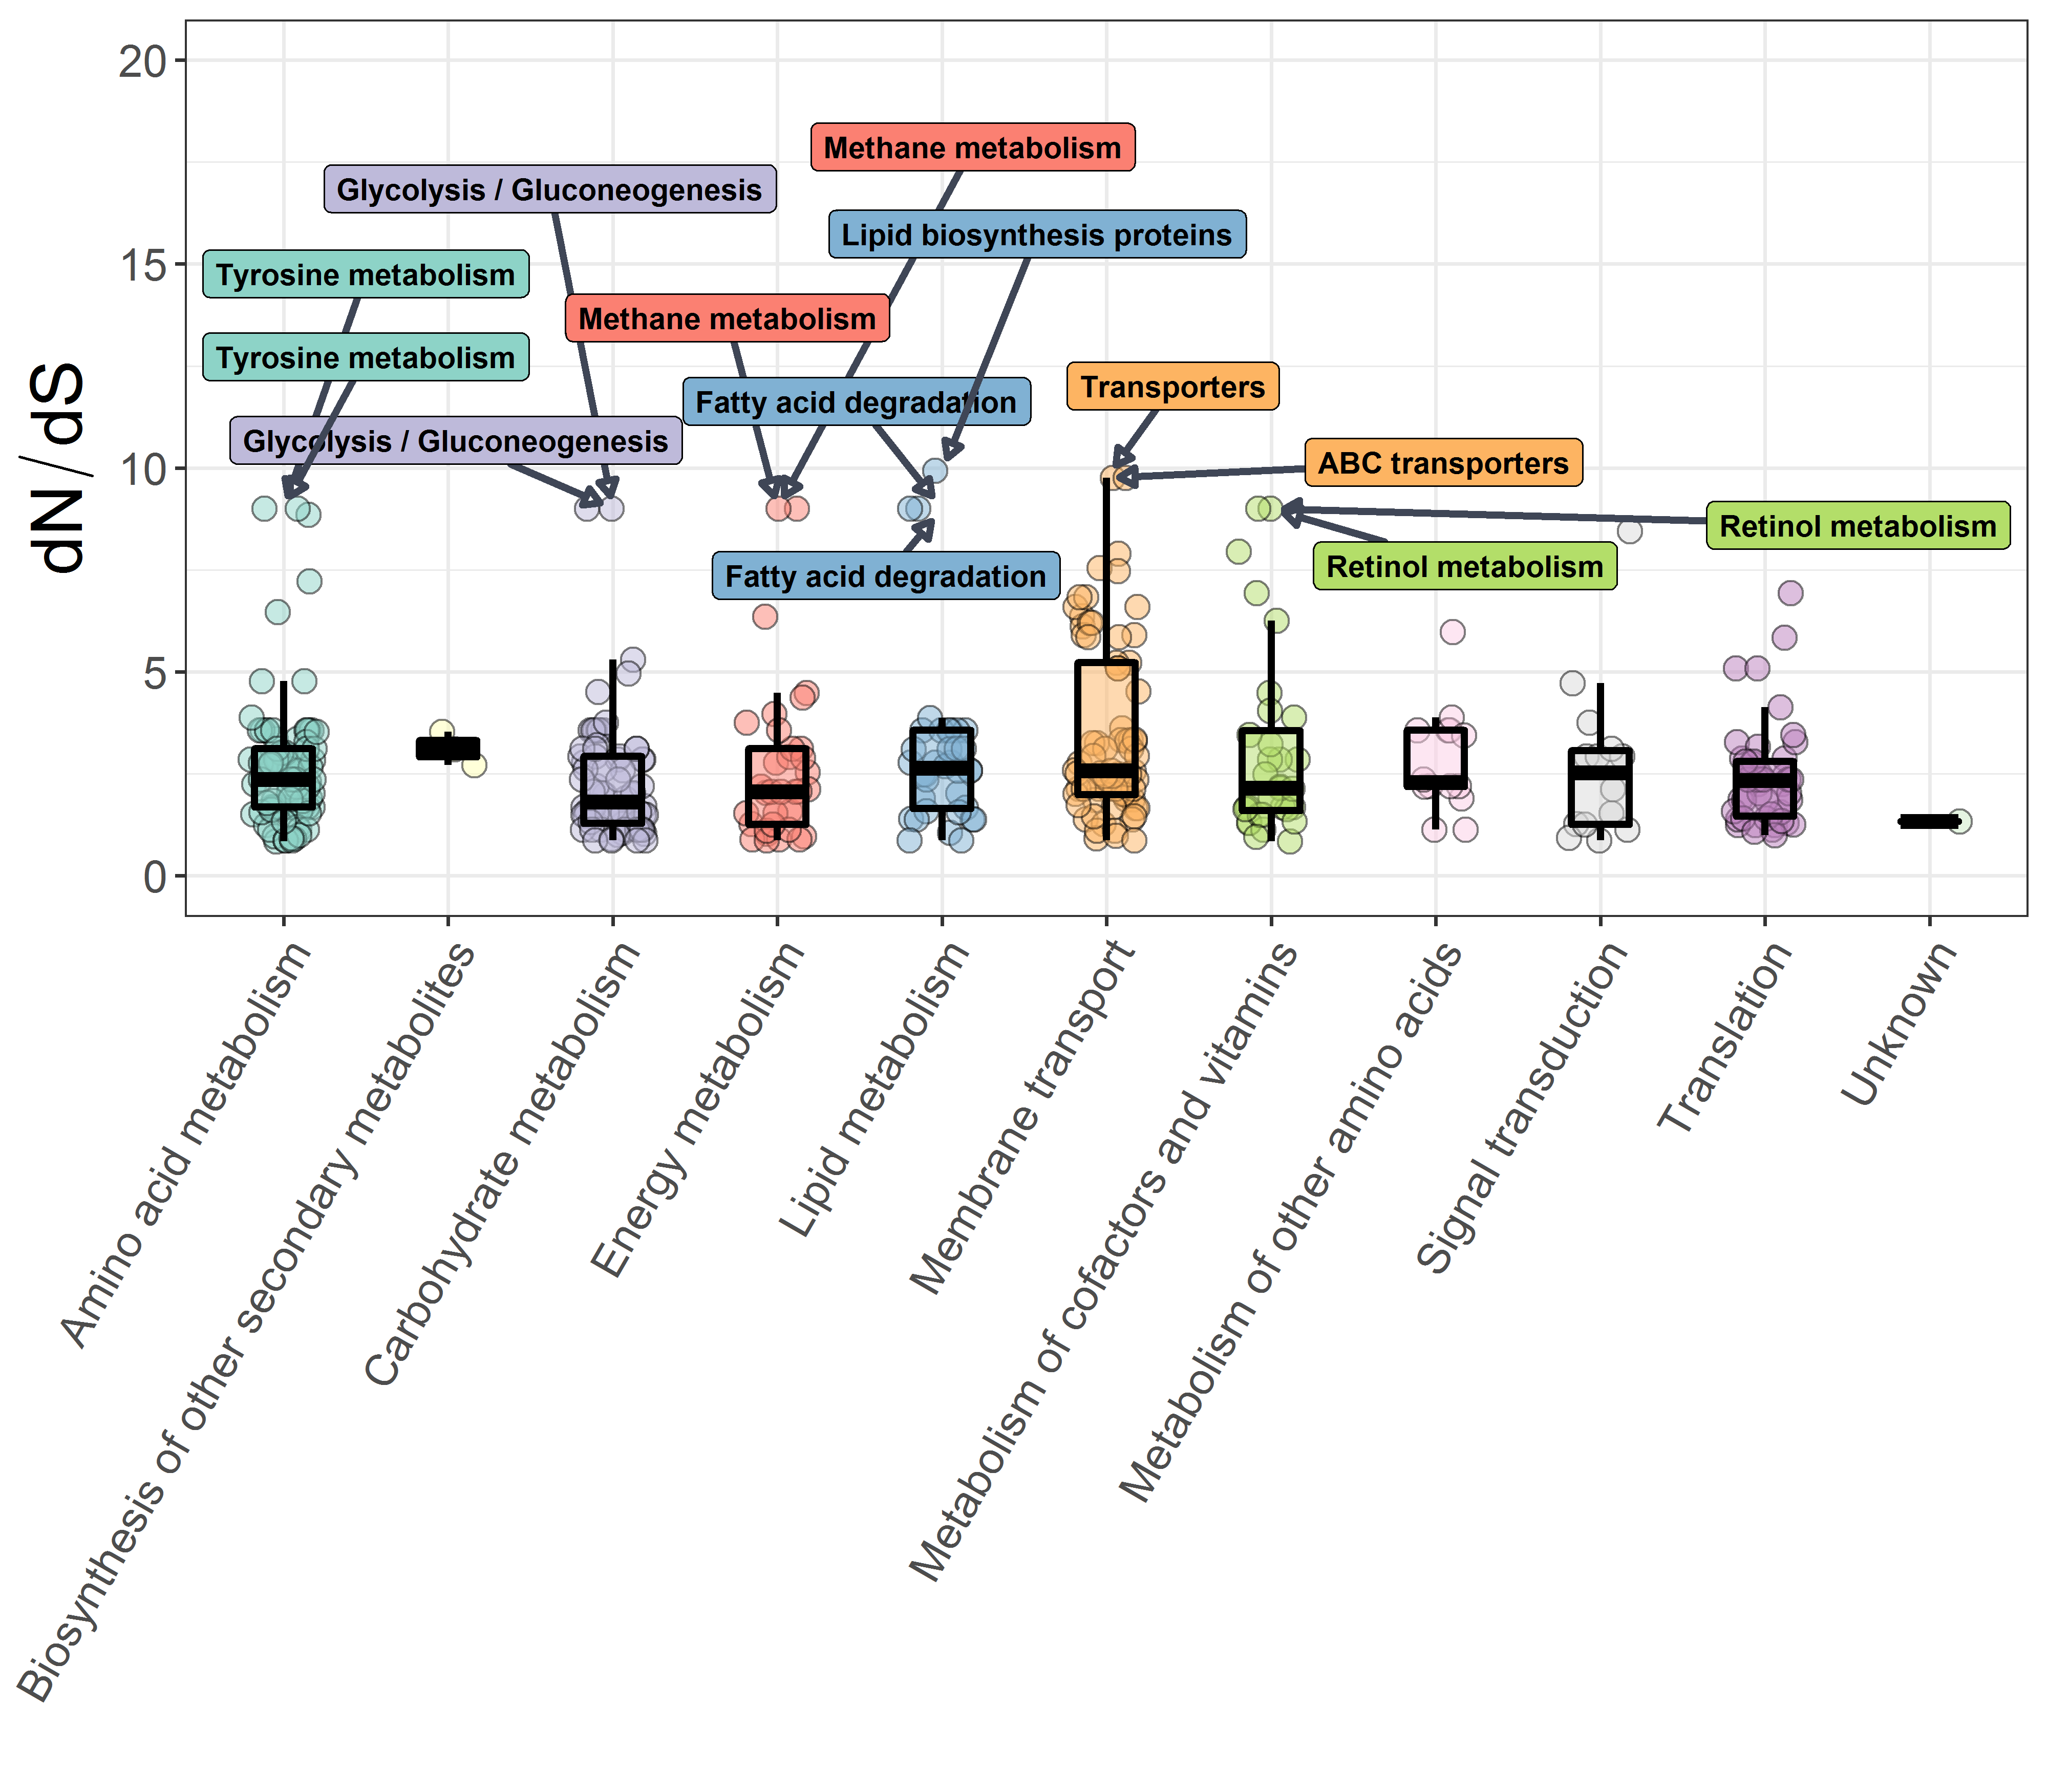 20
15
10
5
0
dN / dS
Methane metabolism
Glycolysis / Gluconeogenesis
Lipid biosynthesis proteins
Tyrosine metabolism
Methane metabolism
Tyrosine metabolism
Transporters
Fatty acid degradation
Glycolysis / Gluconeogenesis
ABC transporters
Retinol metabolism
Retinol metabolism
Fatty acid degradation
Amino acid metabolism
Biosynthesis of other secondary metabolites
Carbohydrate metabolism
Energy metabolism
Lipid metabolism
Membrane transport
Metabolism of cofactors and vitamins
Metabolism of other amino acids
Signal transduction
Translation
Unknown